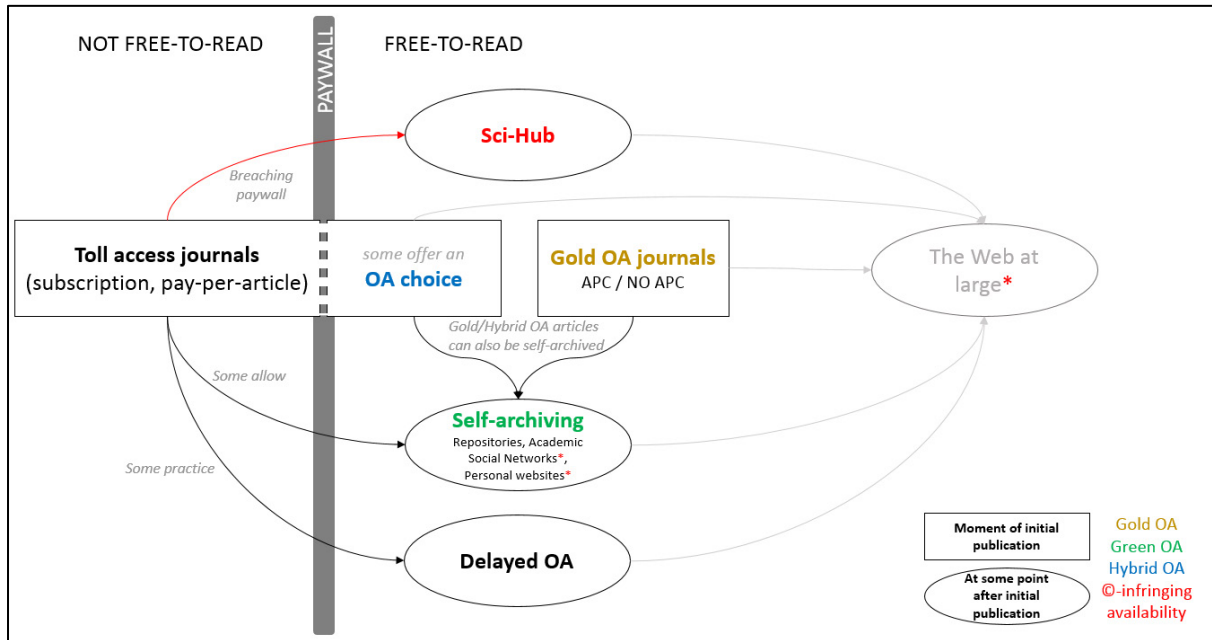 NOT FREE-TO-READ
PAYWALL
FREE-TO-READ
Sci-Hub
Breaching
paywall
Toll access journals
(subscription, pay-per-article)
some offer an
OA choice
Gold OA journals
APC / NO APC
The Web at
large*
Gold/Hybrid OA articles
can also be self-archived
Some allow
Self-archiving
Repositories, Academic
Social Networks*,
Personal websites*
Some practice
Delayed OA
Moment of initial
publication
At some point
after initial
publication
Gold OA
Green OA
Hybrid OA
©-infringing
availability